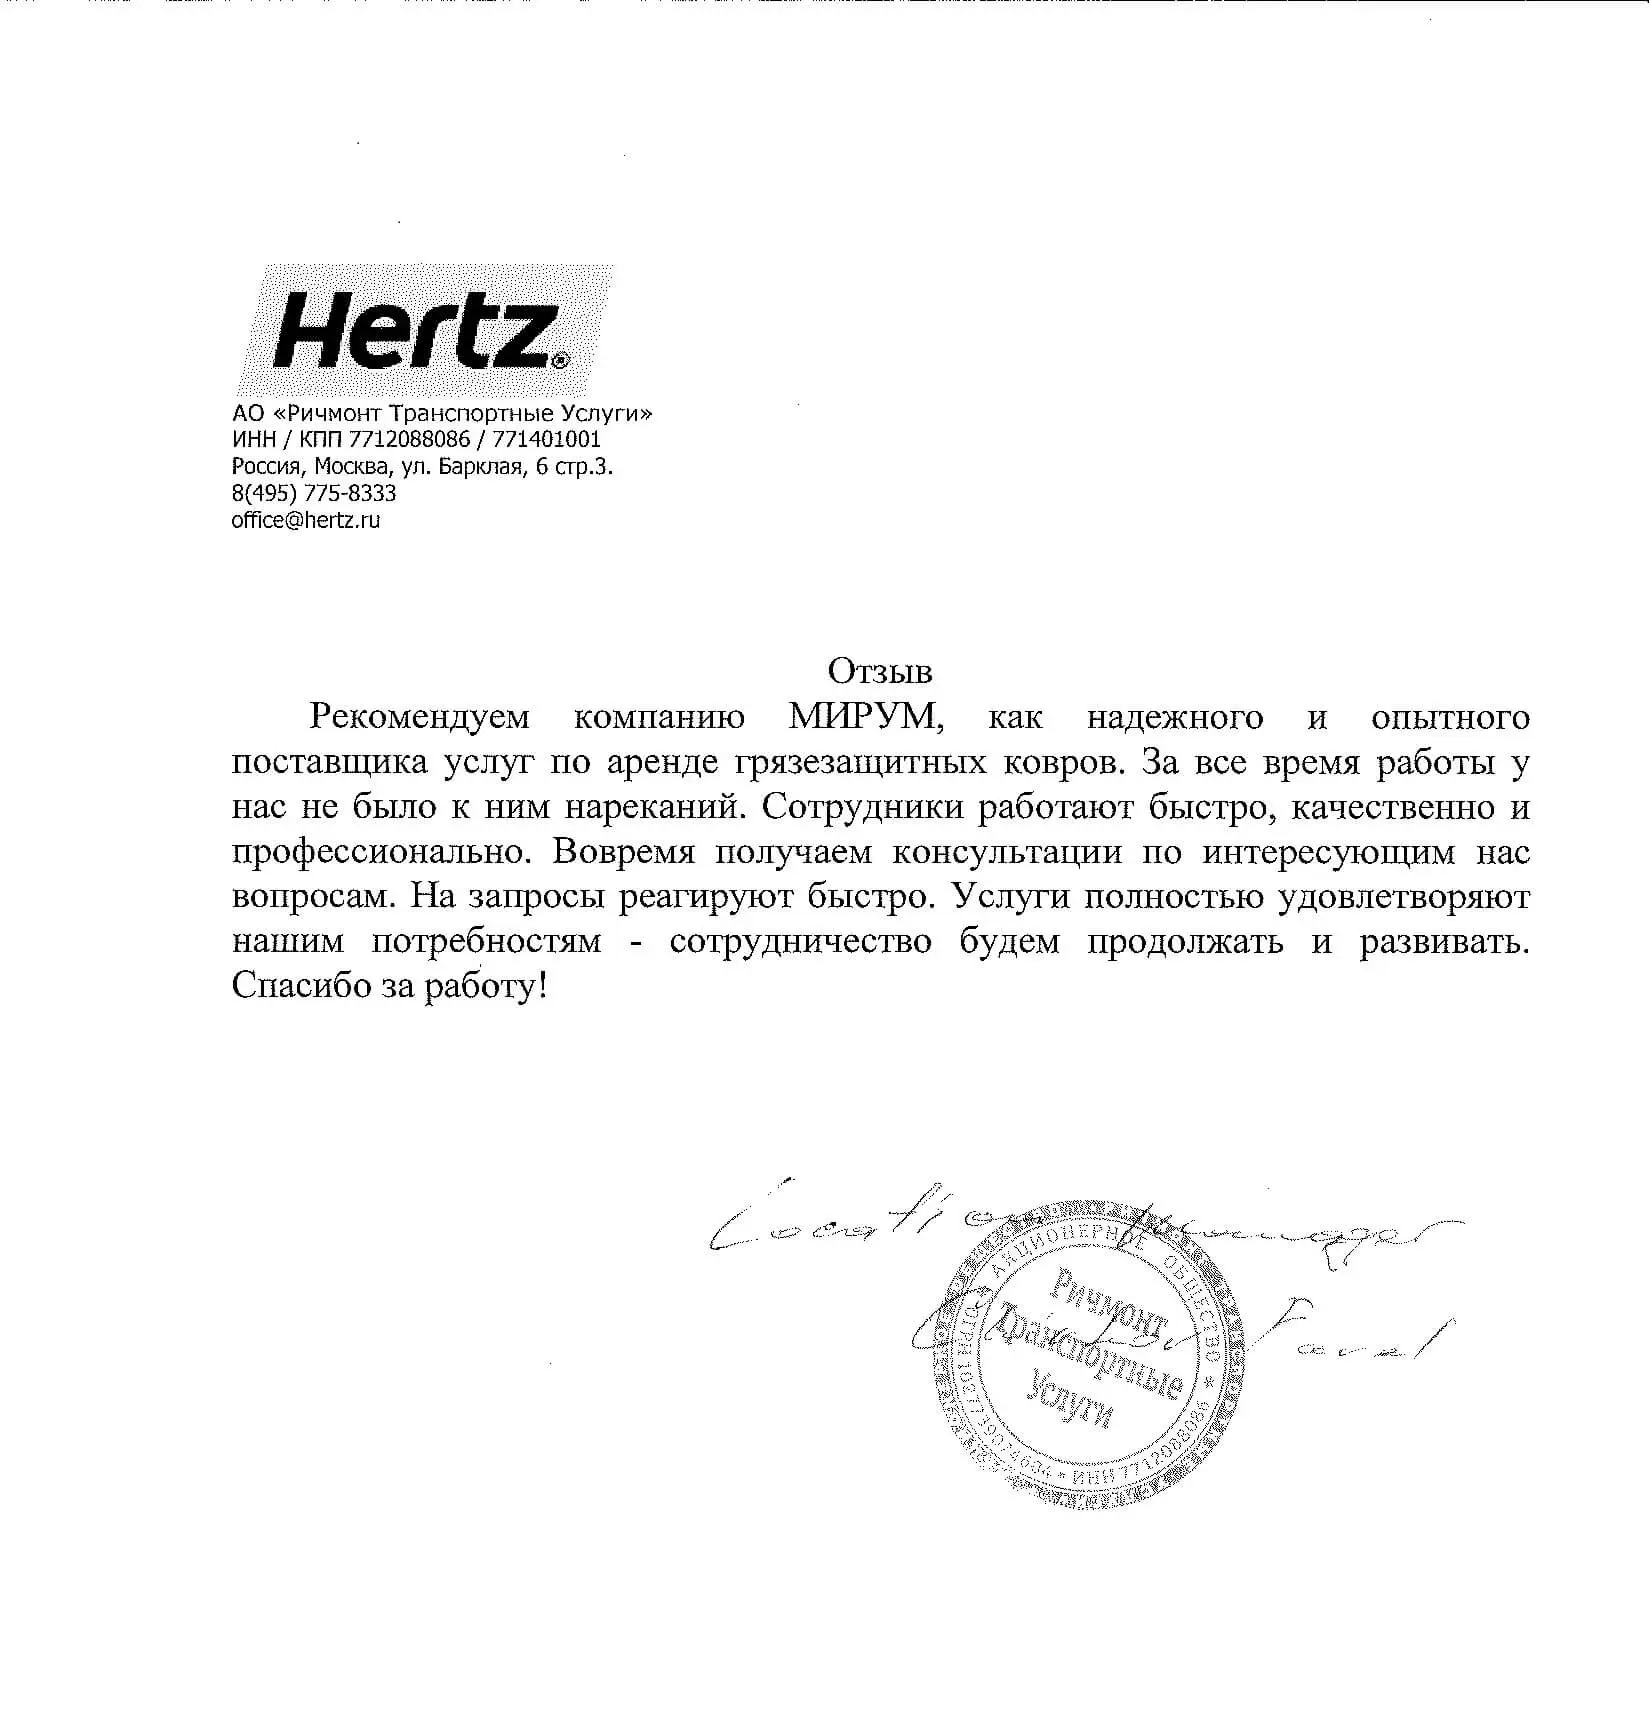 Hertz®
АО «Ричмонт Транспортные Услуги»
ИНН / КПП 7712088086 / 771401001
Россия, Москва, ул. Барклая, 6 стр.3.
8(495) 775-8333
office@hertz.ru
Отзыв
Рекомендуем компанию МИРУМ, как надежного и опытного
поставщика услуг по аренде грязезащитных ковров. За все время работы у
нас не было к ним нареканий. Сотрудники работают быстро, качественно и
профессионально. Вовремя получаем консультации по интересующим нас
вопросам. На запросы реагируют быстро. Услуги полностью удовлетворяют
нашим потребностям - сотрудничество будем продолжать и развивать.
Спасибо за работу!
Location Manager
Pavel
АКЦИОНЕРНОЕ ОБЩЕСТВО * ИНН 7712088086 *
Ричмонт
Транспортные
Услуги